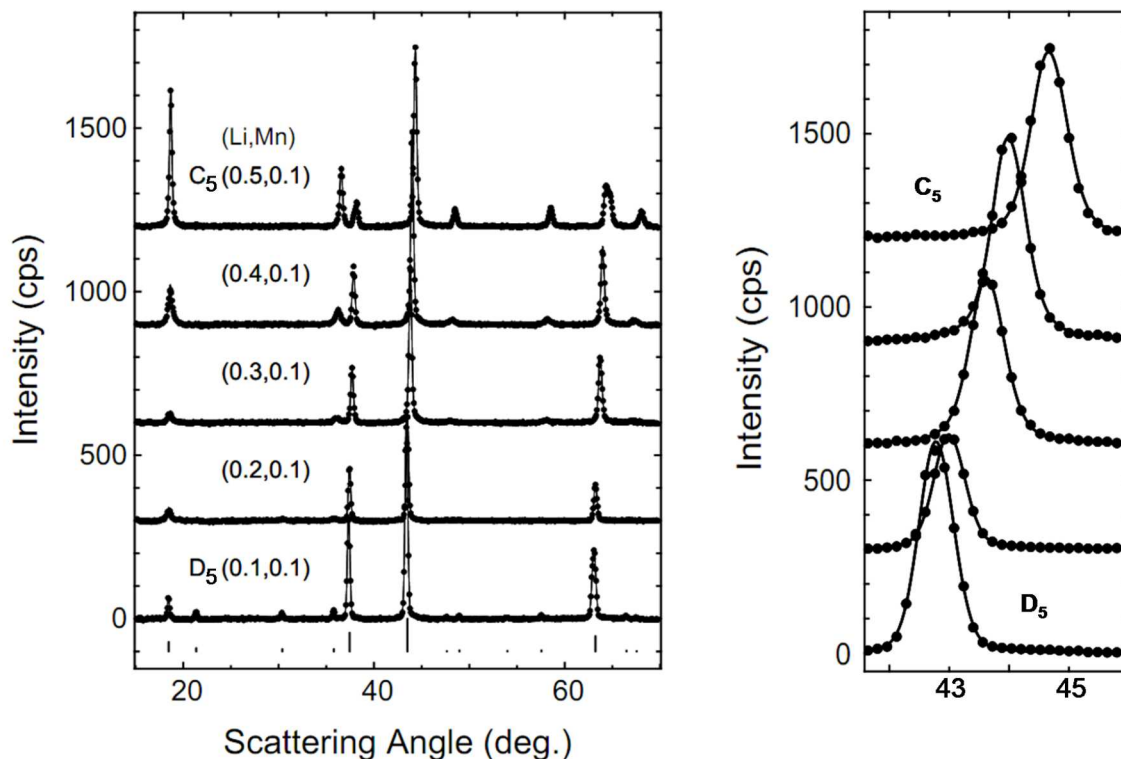 1500
1000
500
0
Intensity (cps)
(Li,Mn)
C5 (0.5,0.1)
(0.4,0.1)
(0.3,0.1)
(0.2,0.1)
D5 (0.1,0.1)
20 40 60
Scattering Angle (deg.)
1500
1000
500
0
Intensity (cps)
C5
D5
43 45